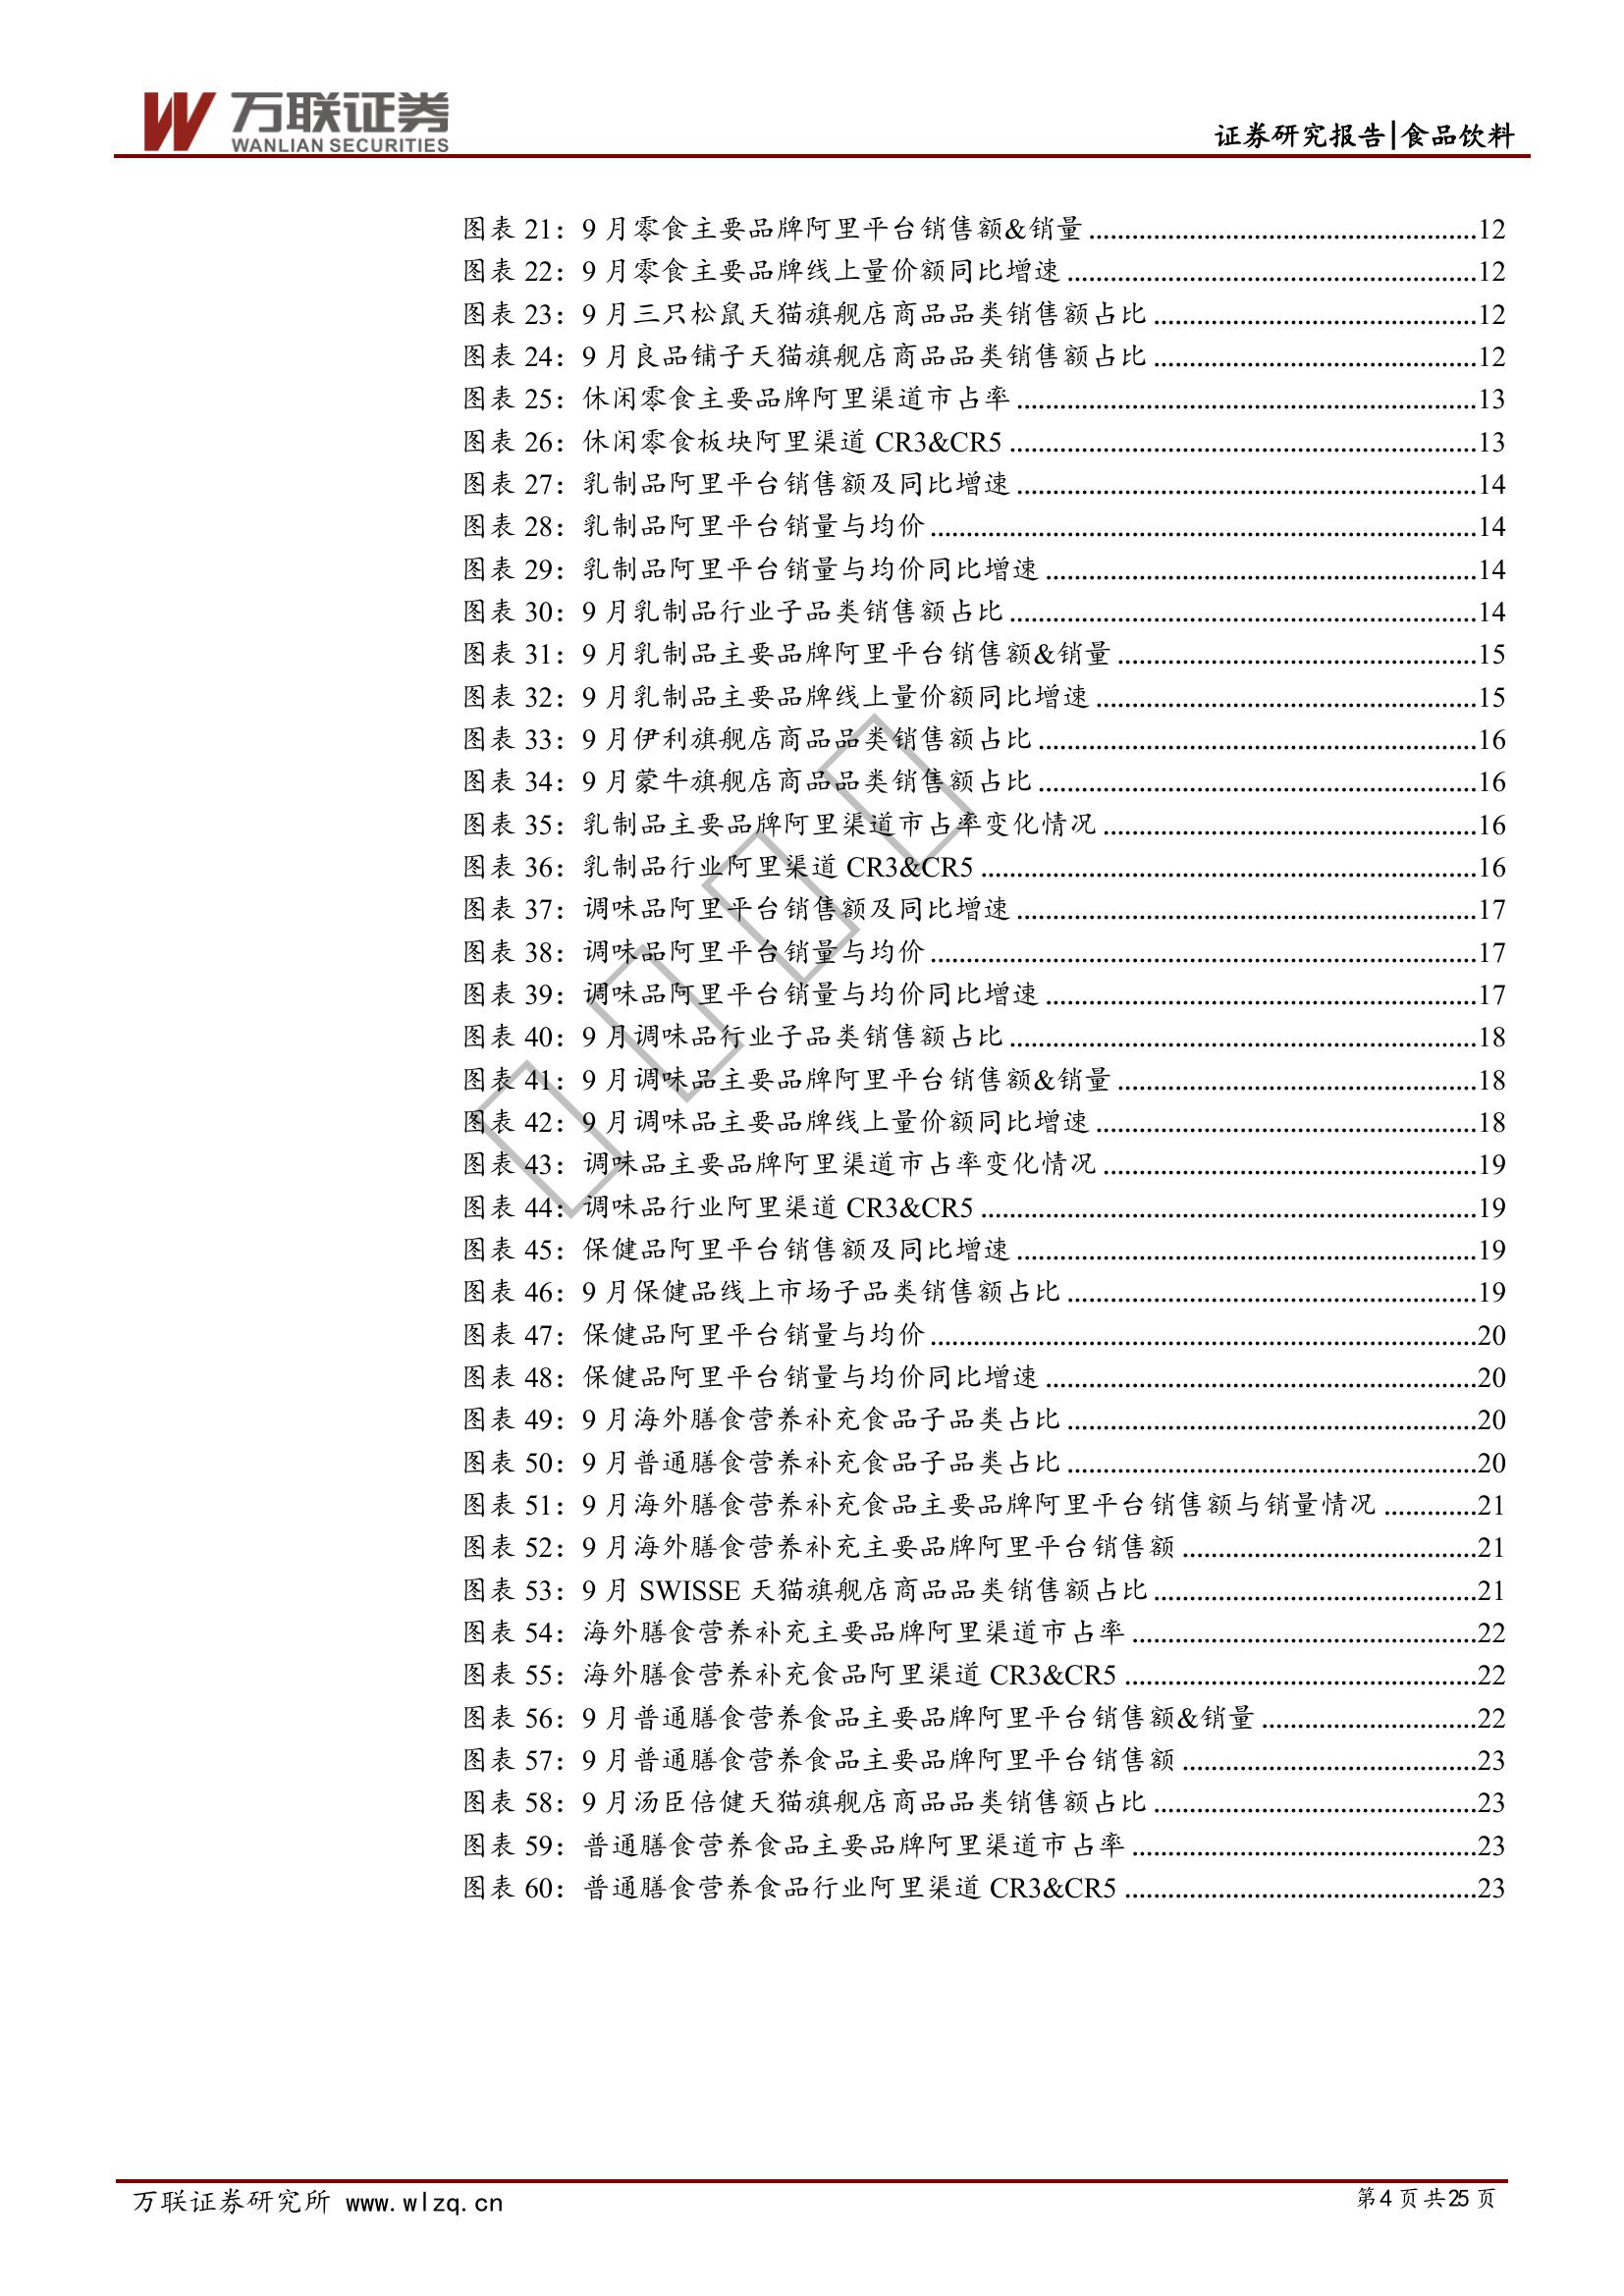 万联证券
WANLIAN SECURITIES
证券研究报告|食品饮料
图表 21：9 月零食主要品牌阿里平台销售额&销量 ......12
图表 22：9 月零食主要品牌线上量价额同比增速 ......12
图表 23：9 月三只松鼠天猫旗舰店商品品类销售额占比 ......12
图表 24：9 月良品铺子天猫旗舰店商品品类销售额占比 ......12
图表 25：休闲零食主要品牌阿里渠道市占率 ......13
图表 26：休闲零食板块阿里渠道 CR3&CR5 ......13
图表 27：乳制品阿里平台销售额及同比增速 ......14
图表 28：乳制品阿里平台销量与均价 ......14
图表 29：乳制品阿里平台销量与均价同比增速 ......14
图表 30：9 月乳制品行业子品类销售额占比 ......14
图表 31：9 月乳制品主要品牌阿里平台销售额&销量 ......15
图表 32：9 月乳制品主要品牌线上量价额同比增速 ......15
图表 33：9 月伊利旗舰店商品品类销售额占比 ......16
图表 34：9 月蒙牛旗舰店商品品类销售额占比 ......16
图表 35：乳制品主要品牌阿里渠道市占率变化情况 ......16
图表 36：乳制品行业阿里渠道 CR3&CR5 ......16
图表 37：调味品阿里平台销售额及同比增速 ......17
图表 38：调味品阿里平台销量与均价 ......17
图表 39：调味品阿里平台销量与均价同比增速 ......17
图表 40：9 月调味品行业子品类销售额占比 ......18
图表 41：9 月调味品主要品牌阿里平台销售额&销量 ......18
图表 42：9 月调味品主要品牌线上量价额同比增速 ......18
图表 43：调味品主要品牌阿里渠道市占率变化情况 ......19
图表 44：调味品行业阿里渠道 CR3&CR5 ......19
图表 45：保健品阿里平台销售额及同比增速 ......19
图表 46：9 月保健品线上市场子品类销售额占比 ......19
图表 47：保健品阿里平台销量与均价 ......20
图表 48：保健品阿里平台销量与均价同比增速 ......20
图表 49：9 月海外膳食营养补充食品子品类占比 ......20
图表 50：9 月普通膳食营养补充食品子品类占比 ......20
图表 51：9 月海外膳食营养补充食品主要品牌阿里平台销售额与销量情况 ......21
图表 52：9 月海外膳食营养补充主要品牌阿里平台销售额 ......21
图表 53：9 月 SWISSE 天猫旗舰店商品品类销售额占比 ......21
图表 54：海外膳食营养补充主要品牌阿里渠道市占率 ......22
图表 55：海外膳食营养补充食品阿里渠道 CR3&CR5 ......22
图表 56：9 月普通膳食营养食品主要品牌阿里平台销售额&销量 ......22
图表 57：9 月普通膳食营养食品主要品牌阿里平台销售额 ......23
图表 58：9 月汤臣倍健天猫旗舰店商品品类销售额占比 ......23
图表 59：普通膳食营养食品主要品牌阿里渠道市占率 ......23
图表 60：普通膳食营养食品行业阿里渠道 CR3&CR5 ......23
万联证券研究所 www.wlzq.cn
第 4 页 共 25 页